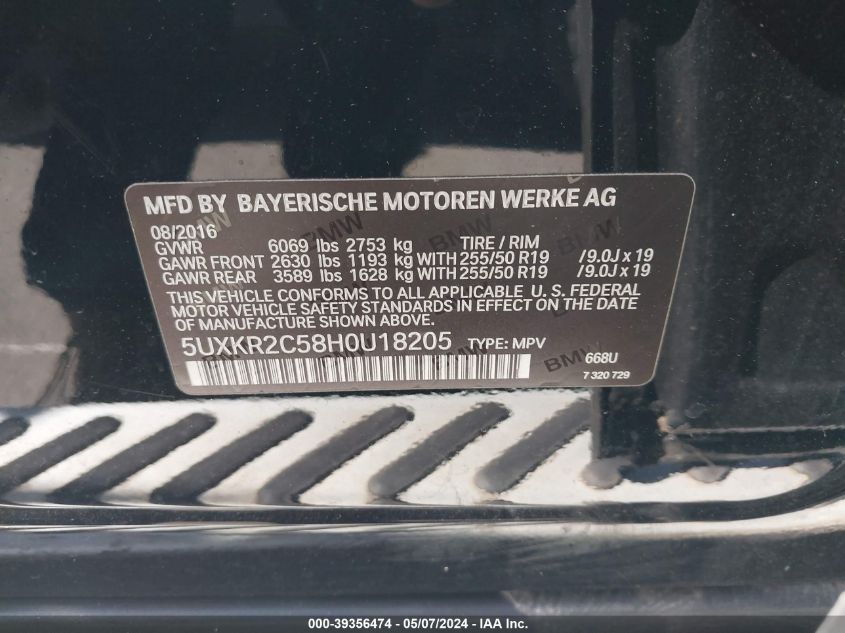 MFD BY BAYERISCHE MOTOREN WERKE AG
08/2016
GVWR 6069 lbs 2753 kg TIRE / RIM
GAWR FRONT 2630 lbs 1193 kg WITH 255/50 R19 /9.0J x 19
GAWR REAR 3589 lbs 1628 kg WITH 255/50 R19 /9.0J x 19
THIS VEHICLE CONFORMS TO ALL APPLICABLE U. S. FEDERAL
MOTOR VEHICLE SAFETY STANDARDS IN EFFECT ON THE DATE
OF MANUFACTURE SHOWN ABOVE.
5UXKR2C58H0U18205 TYPE: MPV
668U
7 320 729
000-39356474 - 05/07/2024 - IAA Inc.